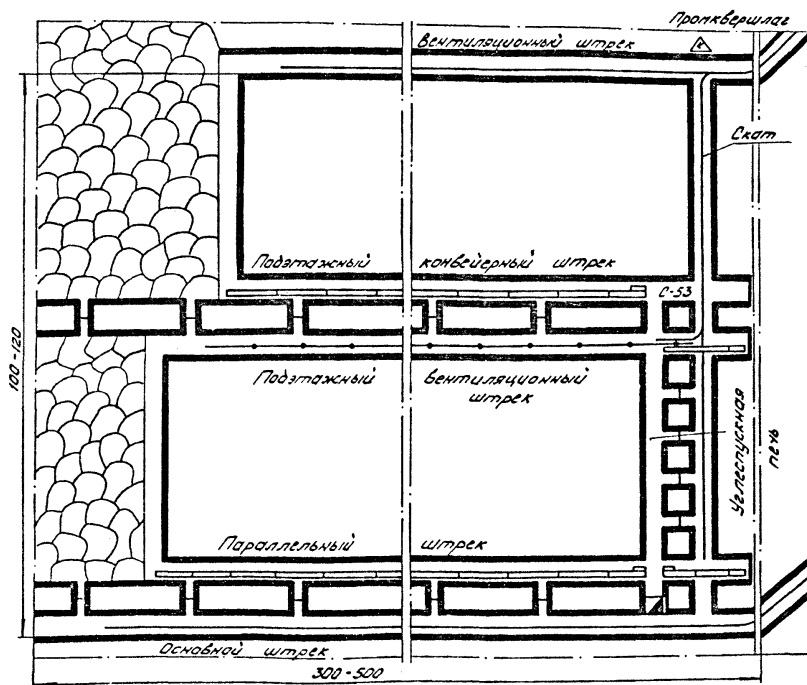 Промквершлаг
Вентиляционный штрек
Скат
Подэтажный конвейерный штрек
С-53
100-120
Подэтажный вентиляционный
штрек
Углеспускная
печь
Параллельный штрек
Основной штрек
300-500